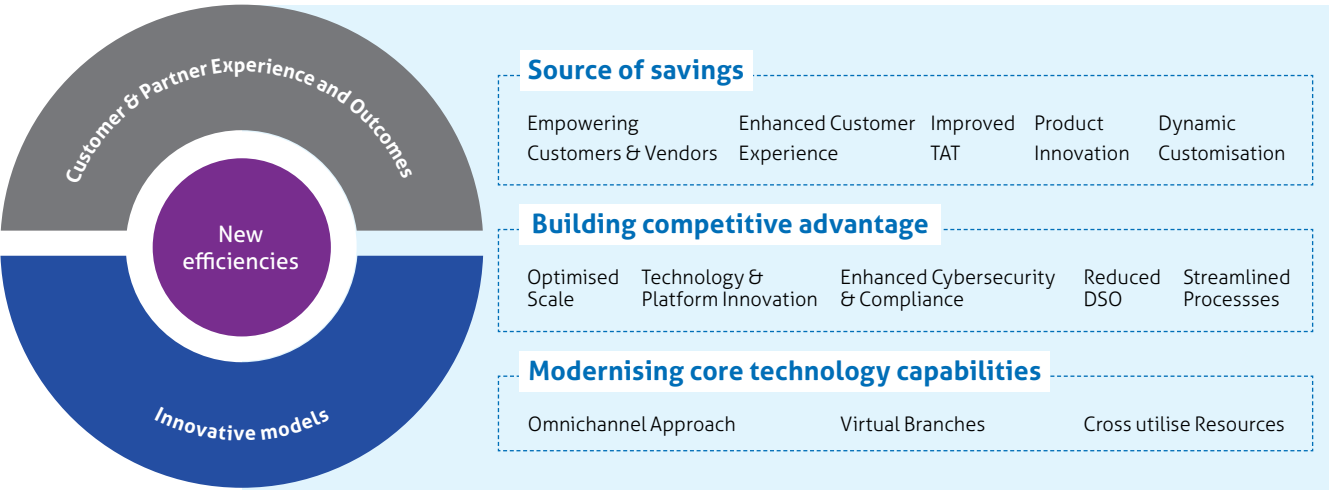 Customer & Partner Experience and Outcomes
New
efficiencies
Innovative models
Source of savings
Empowering
Customers & Vendors
Enhanced Customer
Experience
Improved
TAT
Product
Innovation
Dynamic
Customisation
Building competitive advantage
Optimised
Scale
Technology &
Platform Innovation
Enhanced Cybersecurity
& Compliance
Reduced
DSO
Streamlined
Processses
Modernising core technology capabilities
Omnichannel Approach
Virtual Branches
Cross utilise Resources